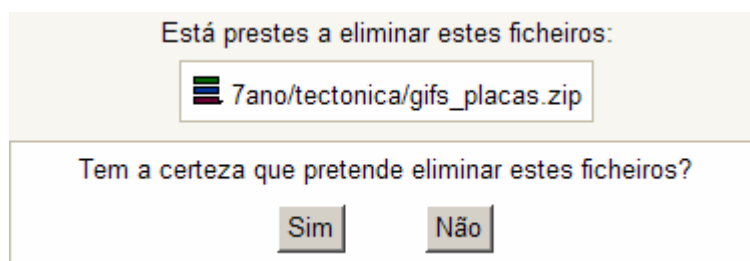 Está prestes a eliminar estes ficheiros:
7ano/tectonica/gifs_placas.zip
Tem a certeza que pretende eliminar estes ficheiros?
Sim Não